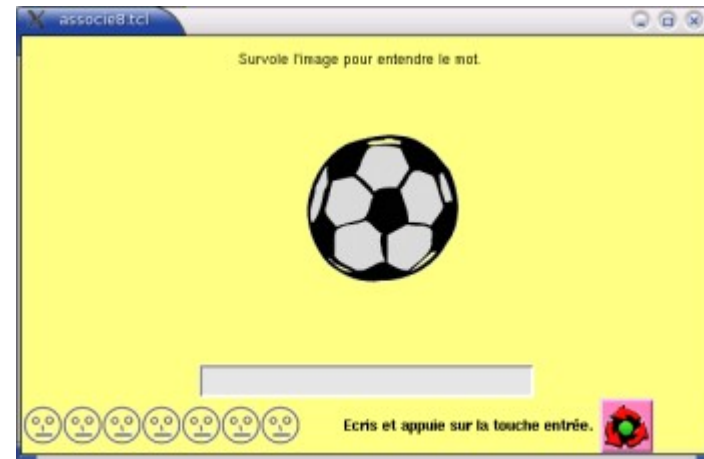 associe8.tcl
Survole l'image pour entendre le mot.
Ecris et appuie sur la touche entrée.